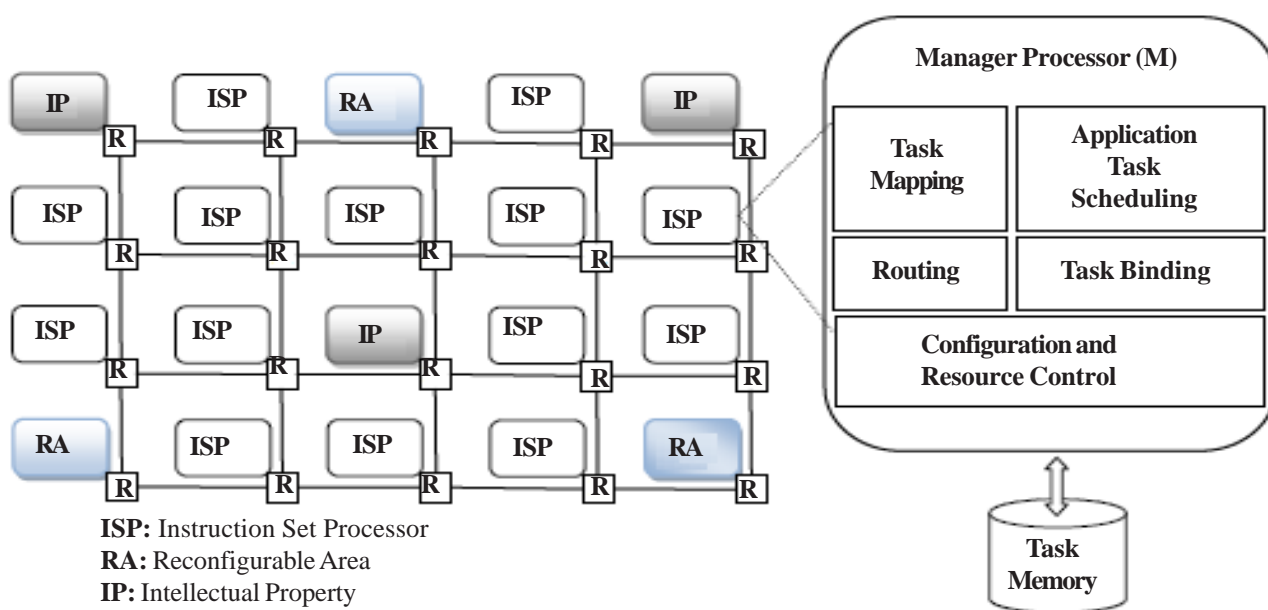 Manager Processor (M)
IP ISP RA ISP IP
R R R R R
Task
Mapping
Application
Task
Scheduling
ISP ISP ISP ISP ISP
R R R R R
Routing
Task Binding
ISP ISP IP ISP ISP
R R R R R
Configuration and
Resource Control
RA ISP ISP ISP RA
R R R R R
ISP: Instruction Set Processor
RA: Reconfigurable Area
IP: Intellectual Property
Task
Memory